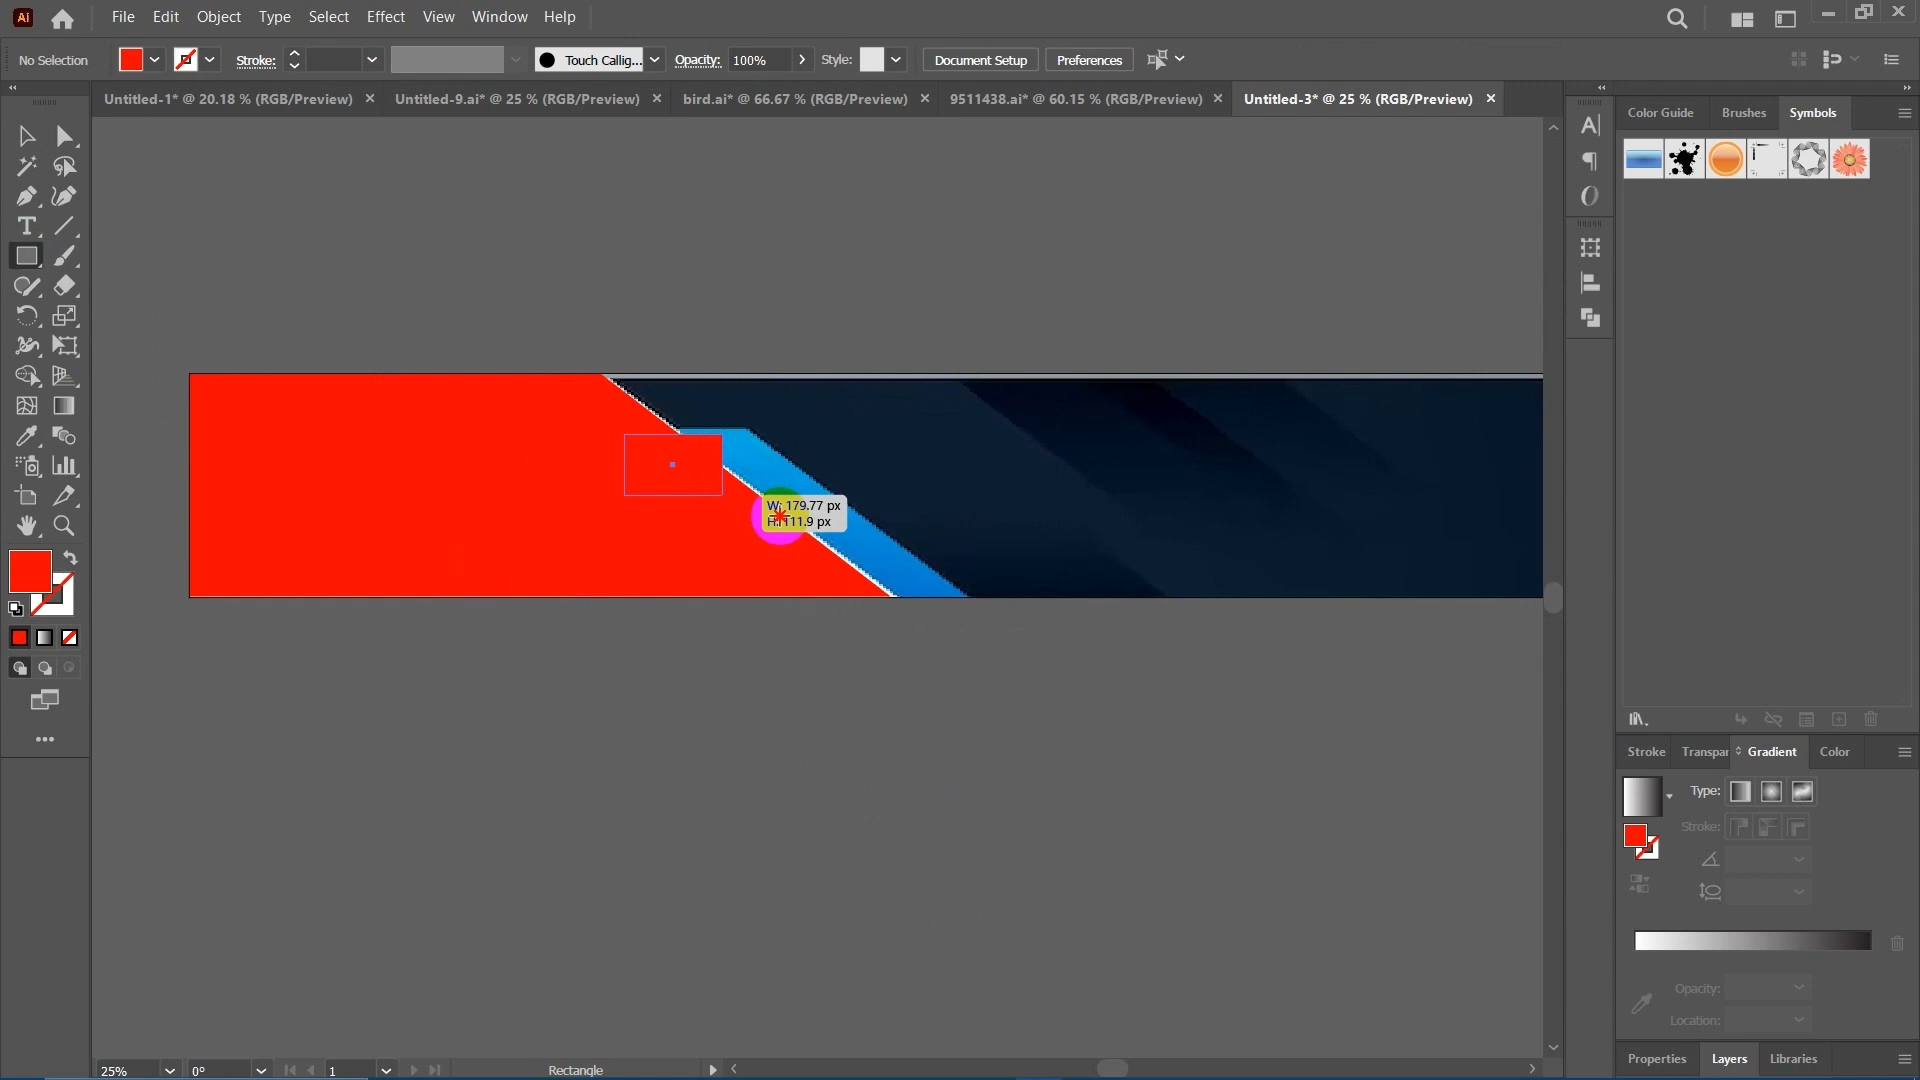 Ai
File Edit Object Type Select Effect View Window Help
No Selection
Stroke:
Touch Callig...
Opacity: 100%
Style:
Document Setup
Preferences
Untitled-1* @ 20.18 % (RGB/Preview)
Untitled-9.ai* @ 25 % (RGB/Preview)
bird.ai* @ 66.67 % (RGB/Preview)
9511438.ai* @ 60.15 % (RGB/Preview)
Untitled-3* @ 25 % (RGB/Preview)
Color Guide Brushes Symbols
W: 179.77 px
H: 111.9 px
Stroke Transpar Gradient Color
Type:
Stroke:
Opacity:
Location:
Properties Layers Libraries
25% 0° 1 Rectangle